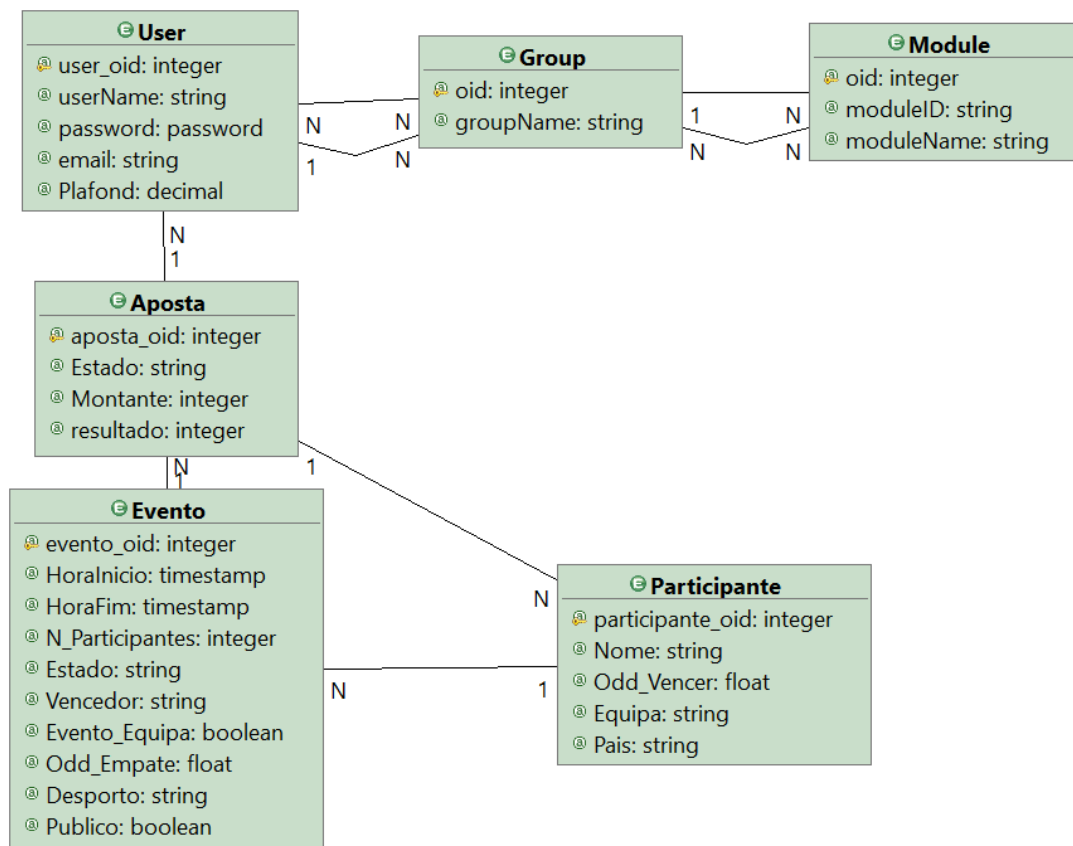 User
user_oid: integer
userName: string
password: password
email: string
Plafond: decimal
Group
oid: integer
groupName: string
Module
oid: integer
moduleID: string
moduleName: string
N
N
1
N
1
N
N
N
N
1
Aposta
aposta_oid: integer
Estado: string
Montante: integer
resultado: integer
N
1
1
N
Evento
evento_oid: integer
HoraInicio: timestamp
HoraFim: timestamp
N_Participantes: integer
Estado: string
Vencedor: string
Evento_Equipa: boolean
Odd_Empate: float
Desporto: string
Publico: boolean
N
1
Participante
participante_oid: integer
Nome: string
Odd_Vencer: float
Equipa: string
Pais: string